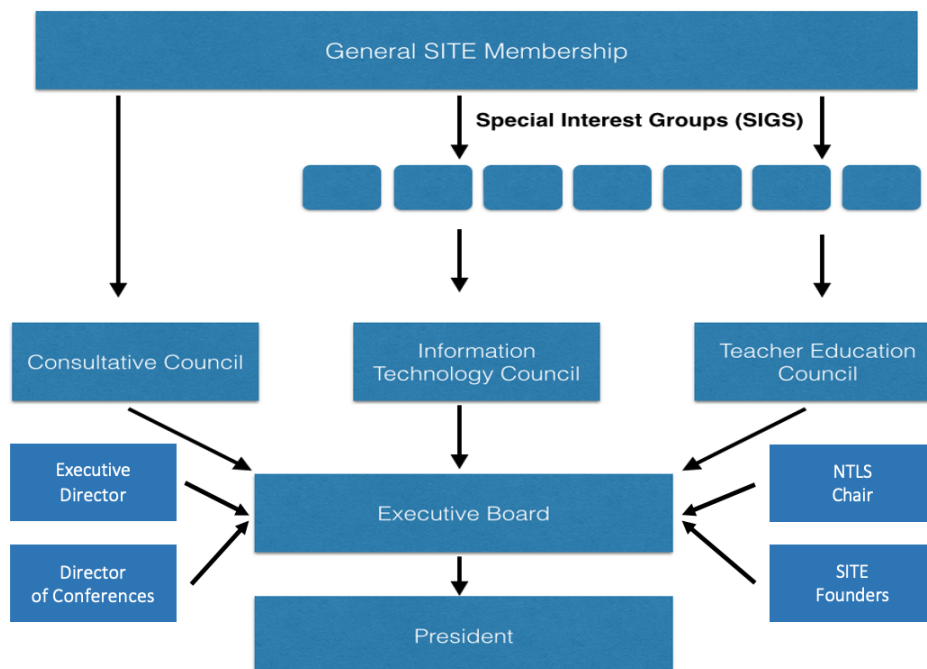 General SITE Membership
Special Interest Groups (SIGS)
Consultative Council
Information
Technology Council
Teacher Education
Council
Executive
Director
Executive Board
NTLS
Chair
Director
of Conferences
SITE
Founders
President